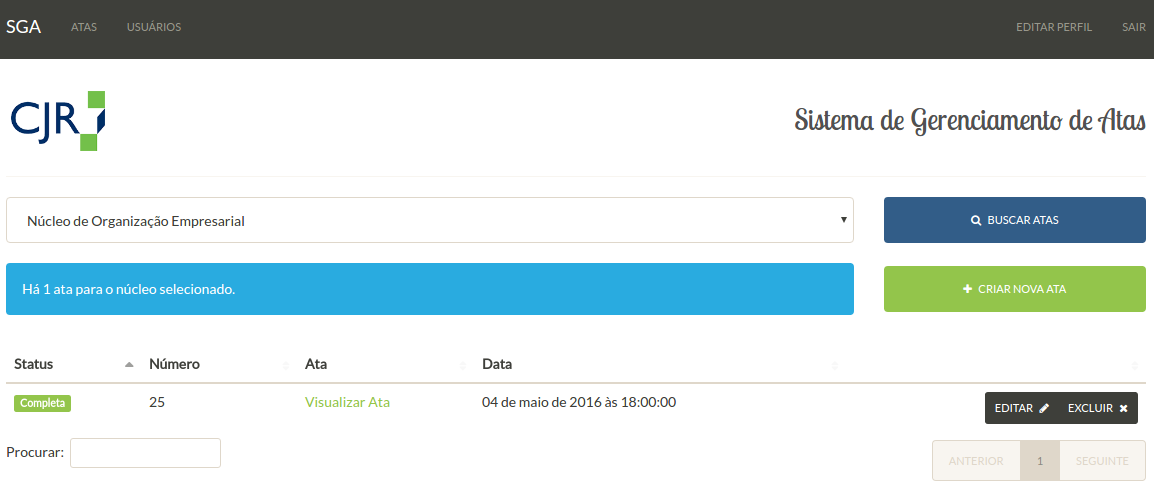 SGA ATAS USUÁRIOS EDITAR PERFIL SAIR
CJR Sistema de Gerenciamento de Atas
Núcleo de Organização Empresarial BUSCAR ATAS
Há 1 ata para o núcleo selecionado. CRIAR NOVA ATA
Status Número Ata Data
Completa 25 Visualizar Ata 04 de maio de 2016 às 18:00:00 EDITAR EXCLUIR
Procurar: ANTERIOR 1 SEGUINTE